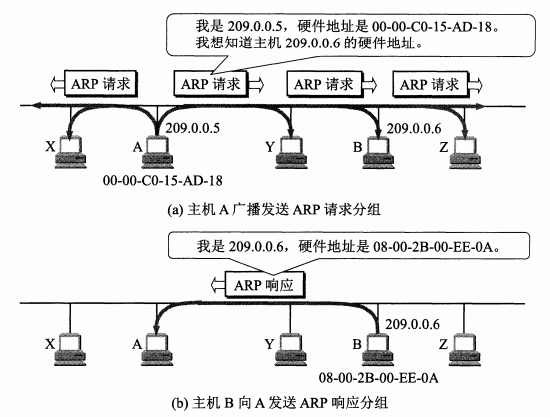 我是 209.0.0.5，硬件地址是 00-00-C0-15-AD-18。
我想知道主机 209.0.0.6 的硬件地址。
ARP 请求 ARP 请求 ARP 请求 ARP 请求
209.0.0.5 209.0.0.6
X A Y B Z
00-00-C0-15-AD-18
(a) 主机 A 广播发送 ARP 请求分组
我是 209.0.0.6，硬件地址是 08-00-2B-00-EE-0A。
ARP 响应
209.0.0.6
X A Y B Z
08-00-2B-00-EE-0A
(b) 主机 B 向 A 发送 ARP 响应分组